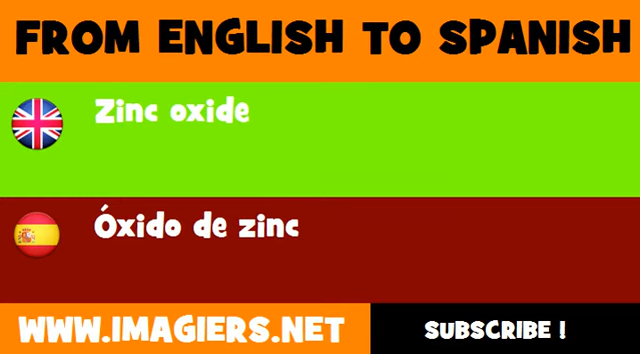 FROM ENGLISH TO SPANISH
Zinc oxide
Óxido de zinc
WWW.IMAGIERS.NET
SUBSCRIBE !